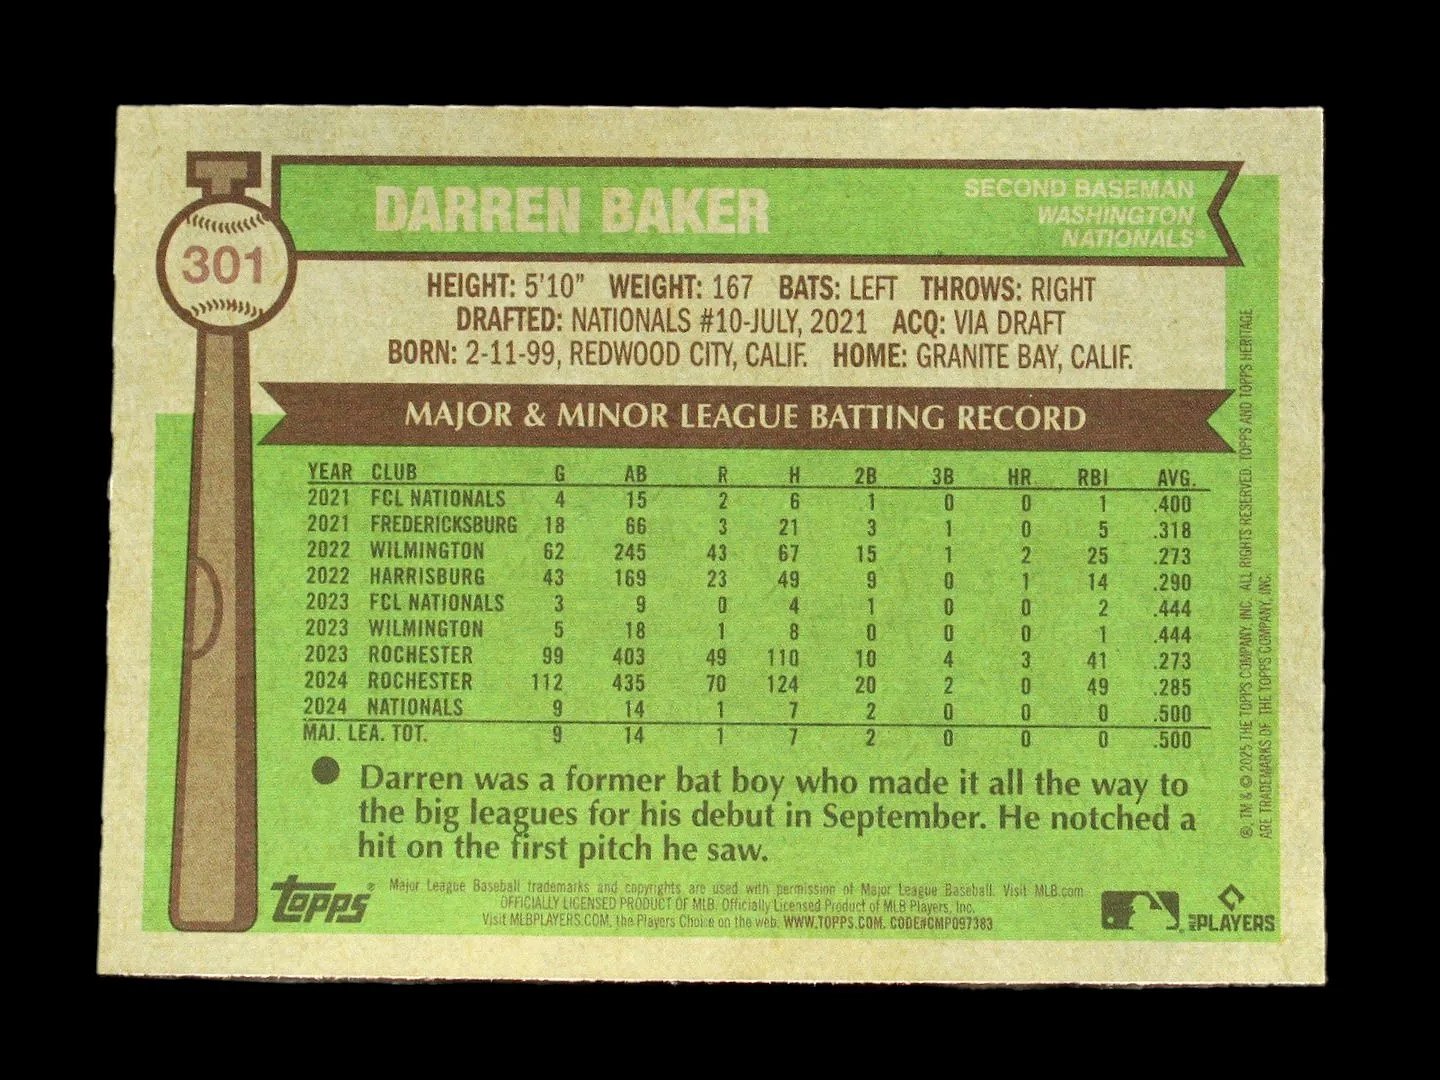 T
301
DARREN BAKER
SECOND BASEMAN
WASHINGTON
NATIONALS®
HEIGHT: 5'10" WEIGHT: 167 BATS: LEFT THROWS: RIGHT
DRAFTED: NATIONALS #10-JULY, 2021 ACQ: VIA DRAFT
BORN: 2-11-99, REDWOOD CITY, CALIF. HOME: GRANITE BAY, CALIF.
MAJOR & MINOR LEAGUE BATTING RECORD
YEAR CLUB G AB R H 2B 3B HR RBI AVG.
2021 FCL NATIONALS 4 15 2 6 1 0 0 1 .400
2021 FREDERICKSBURG 18 66 3 21 3 1 0 5 .318
2022 WILMINGTON 62 245 43 67 15 1 2 25 .273
2022 HARRISBURG 43 169 23 49 9 0 1 14 .290
2023 FCL NATIONALS 3 9 0 4 1 0 0 2 .444
2023 WILMINGTON 5 18 1 8 0 0 0 1 .444
2023 ROCHESTER 99 403 49 110 10 4 3 41 .273
2024 ROCHESTER 112 435 70 124 20 2 0 49 .285
2024 NATIONALS 9 14 1 7 2 0 0 0 .500
MAJ. LEA. TOT. 9 14 1 7 2 0 0 0 .500
● Darren was a former bat boy who made it all the way to
the big leagues for his debut in September. He notched a
hit on the first pitch he saw.
topps®
Major League Baseball trademarks and copyrights are used with permission of Major League Baseball. Visit MLB.com
OFFICIALLY LICENSED PRODUCT OF MLB. Officially Licensed Product of MLB Players, Inc.
Visit MLBPLAYERS.COM, the Players Choice on the web. WWW.TOPPS.COM. CODE#CMP097383
MLB PLAYERS
®, TM & © 2025 THE TOPPS COMPANY, INC. ALL RIGHTS RESERVED. TOPPS AND TOPPS HERITAGE
ARE TRADEMARKS OF THE TOPPS COMPANY, INC.